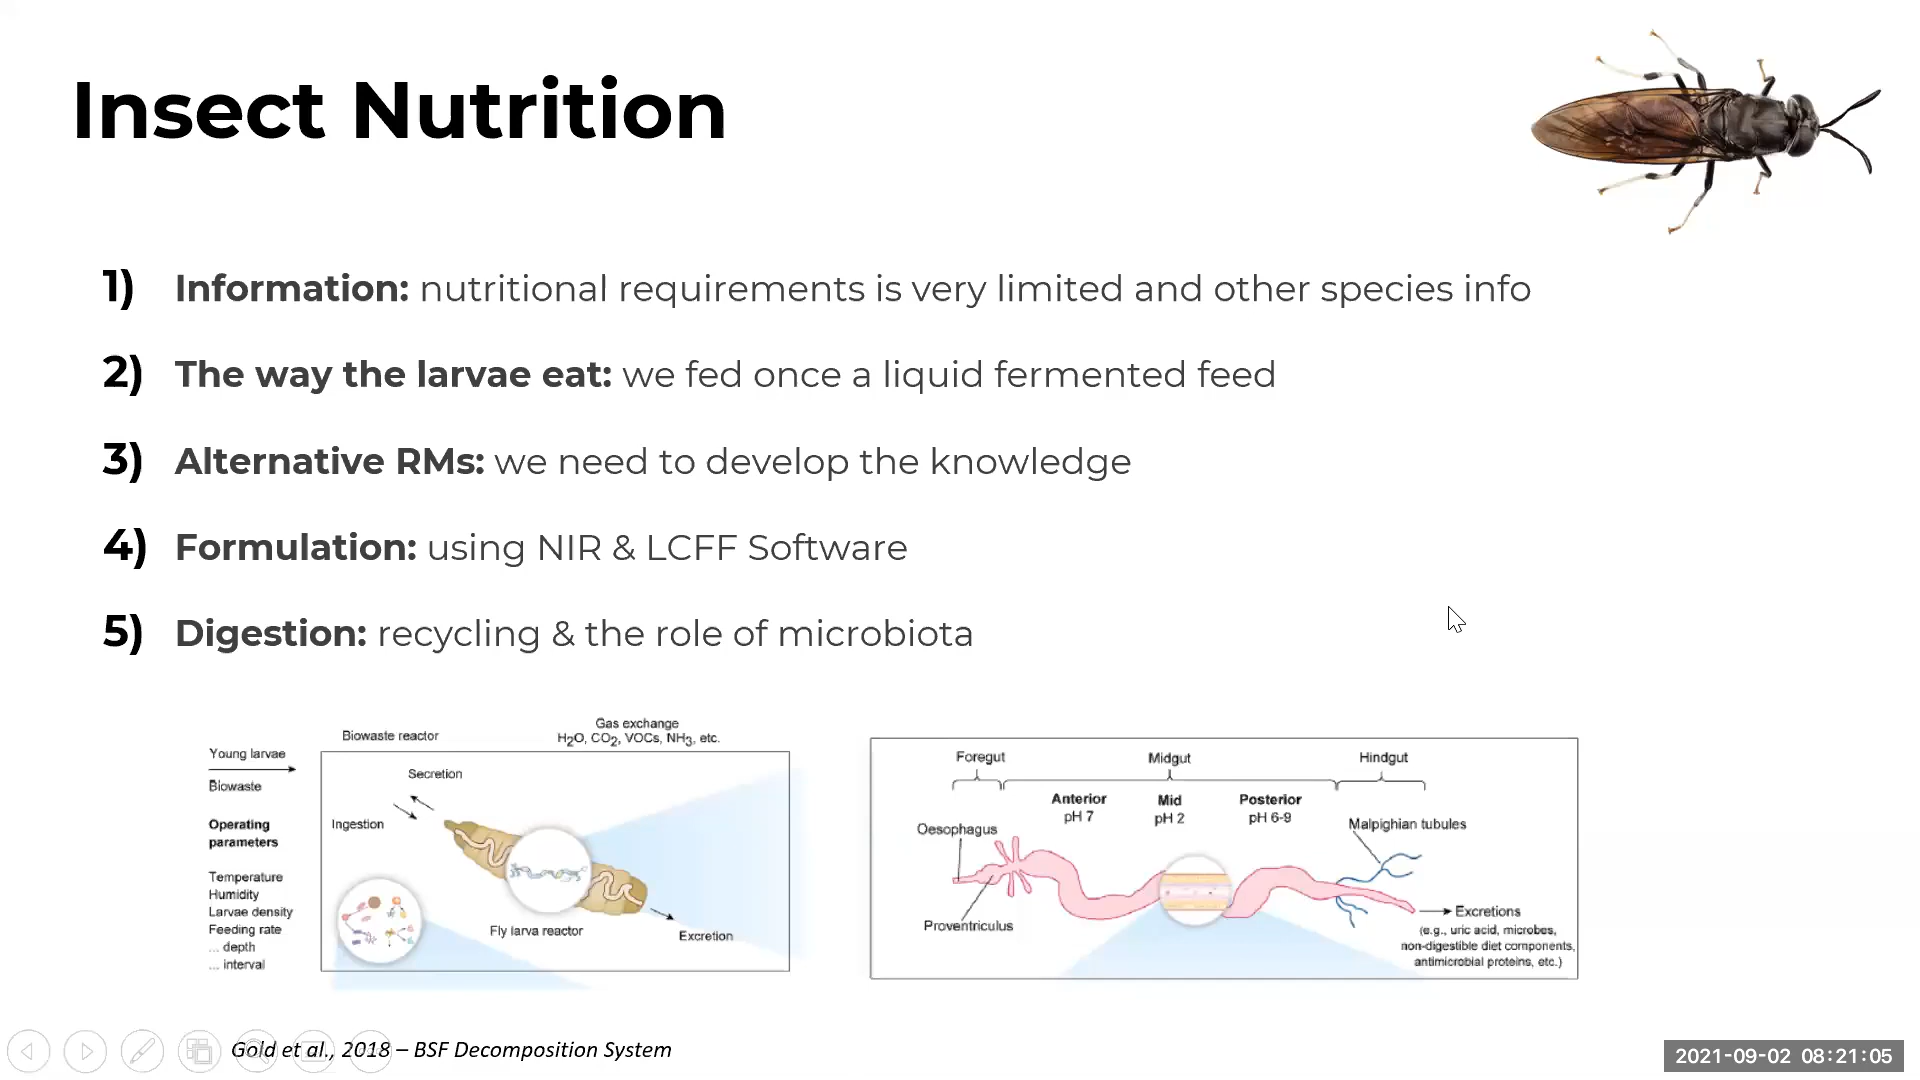 Insect Nutrition
1) Information: nutritional requirements is very limited and other species info
2) The way the larvae eat: we fed once a liquid fermented feed
3) Alternative RMs: we need to develop the knowledge
4) Formulation: using NIR & LCFF Software
5) Digestion: recycling & the role of microbiota
Young larvae
Biowaste
Operating
parameters
Temperature
Humidity
Larvae density
Feeding rate
... depth
... interval
Biowaste reactor
Gas exchange
H2O, CO2, VOCs, NH3, etc.
Secretion
Ingestion
Fly larva reactor
Excretion
Foregut
Midgut
Hindgut
Anterior
pH 7
Mid
pH 2
Posterior
pH 6-9
Oesophagus
Malpighian tubules
Proventriculus
Excretions
(e.g., uric acid, microbes,
non-digestible diet components,
antimicrobial proteins, etc.)
Gold et al., 2018 – BSF Decomposition System
2021-09-02 08:21:05